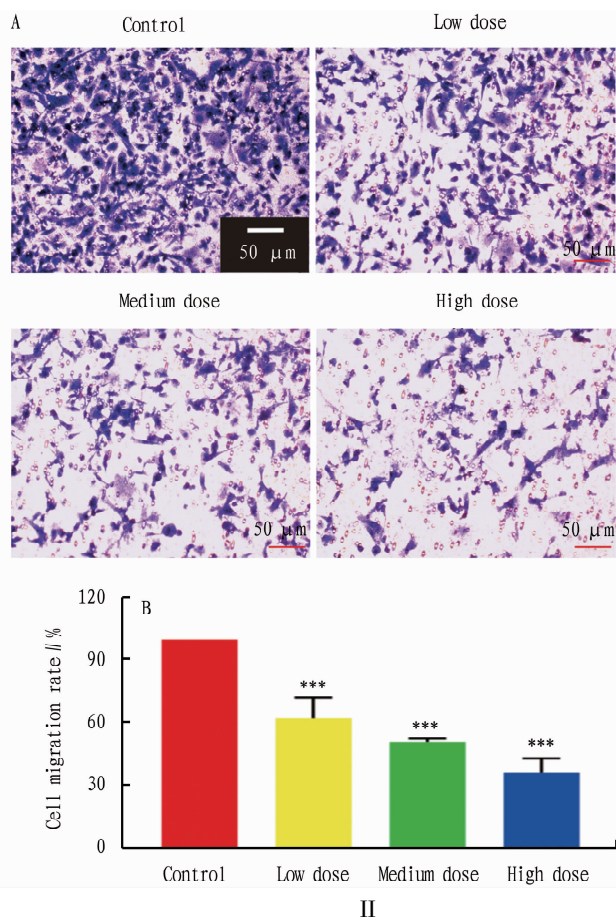 A
Control
Low dose
50 μm
50 μm
Medium dose
High dose
50 μm
50 μm
B
Cell migration rate∥%
120
90
60
30
0
***
***
***
Control
Low dose
Medium dose
High dose
II